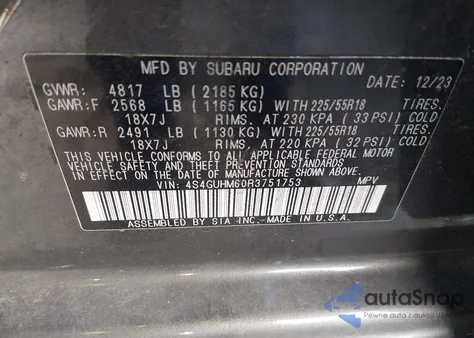 MFD BY SUBARU CORPORATION DATE: 12/23
GVWR: 4817 LB (2185 KG)
GAWR:F 2568 LB (1165 KG) WITH 225/55R18 TIRES.
18X7J RIMS. AT 230 KPA (33 PSI) COLD
GAWR:R 2491 LB (1130 KG) WITH 225/55R18 TIRES.
18X7J RIMS. AT 220 KPA (32 PSI) COLD
THIS VEHICLE CONFORMS TO ALL APPLICABLE FEDERAL MOTOR
VEHICLE SAFETY STANDARDS IN EFFECT ON THE
DATE OF MANUFACTURE SHOWN ABOVE.
VIN: 4S4GUHM60R3751753 MPV
ASSEMBLED BY SIA INC. MADE IN U.S.A.
autoSnap
Pewne auta z aukcji USA